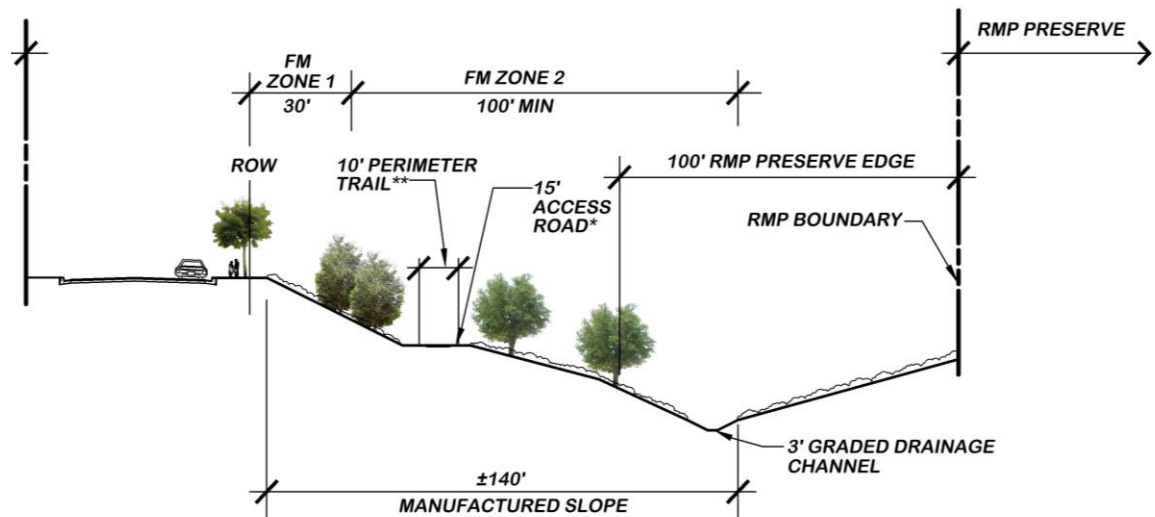 RMP PRESERVE
FM
ZONE 1
30'
FM ZONE 2
100' MIN
ROW
10' PERIMETER
TRAIL**
15'
ACCESS
ROAD*
100' RMP PRESERVE EDGE
RMP BOUNDARY
3' GRADED DRAINAGE
CHANNEL
±140'
MANUFACTURED SLOPE